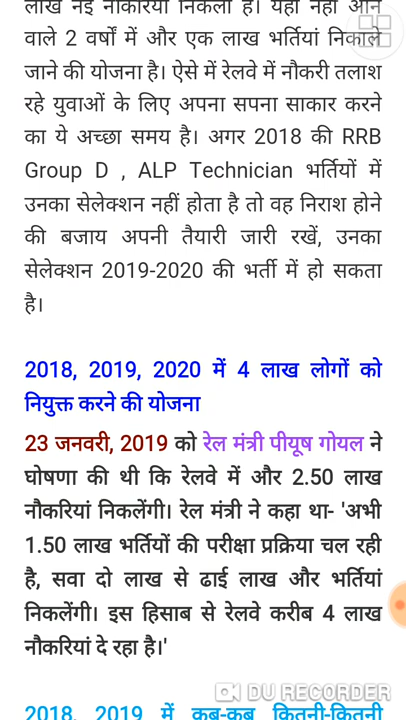 लाख नई नौकरियां निकली हैं। यही नहीं आने
वाले 2 वर्षों में और एक लाख भर्तियां निकाले
जाने की योजना है। ऐसे में रेलवे में नौकरी तलाश
रहे युवाओं के लिए अपना सपना साकार करने
का ये अच्छा समय है। अगर 2018 की RRB
Group D , ALP Technician भर्तियों में
उनका सेलेक्शन नहीं होता है तो वह निराश होने
की बजाय अपनी तैयारी जारी रखें, उनका
सेलेक्शन 2019-2020 की भर्ती में हो सकता
है।
2018, 2019, 2020 में 4 लाख लोगों को
नियुक्त करने की योजना
23 जनवरी, 2019 को रेल मंत्री पीयूष गोयल ने
घोषणा की थी कि रेलवे में और 2.50 लाख
नौकरियां निकलेंगी। रेल मंत्री ने कहा था- 'अभी
1.50 लाख भर्तियों की परीक्षा प्रक्रिया चल रही
है, सवा दो लाख से ढाई लाख और भर्तियां
निकलेंगी। इस हिसाब से रेलवे करीब 4 लाख
नौकरियां दे रहा है।'
DU RECORDER
2018, 2019 में कब-कब कितनी-कितनी